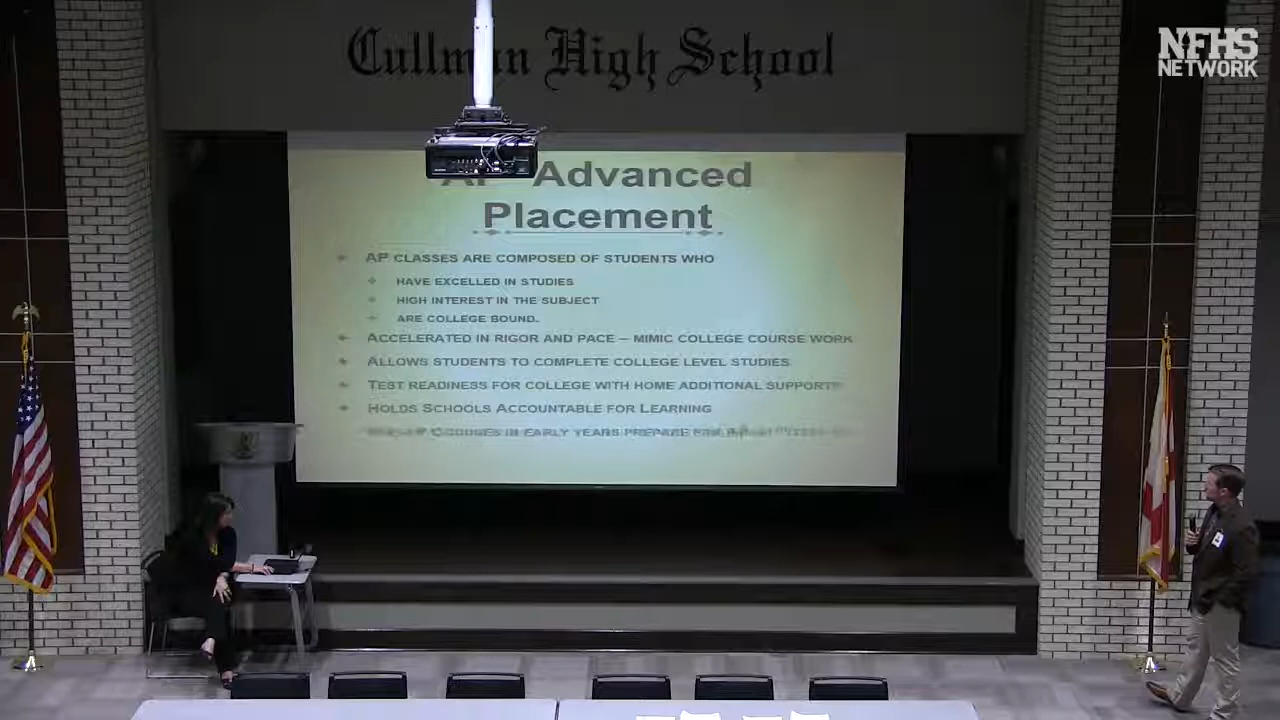 Cullman High School
NFHS
NETWORK
Advanced
Placement
AP CLASSES ARE COMPOSED OF STUDENTS WHO
HAVE EXCELLED IN STUDIES
HIGH INTEREST IN THE SUBJECT
ARE COLLEGE BOUND.
ACCELERATED IN RIGOR AND PACE – MIMIC COLLEGE COURSE WORK
ALLOWS STUDENTS TO COMPLETE COLLEGE LEVEL STUDIES
TEST READINESS FOR COLLEGE WITH HOME ADDITIONAL SUPPORTS
HOLDS SCHOOLS ACCOUNTABLE FOR LEARNING
IN EARLY YEARS PREPARE FOR